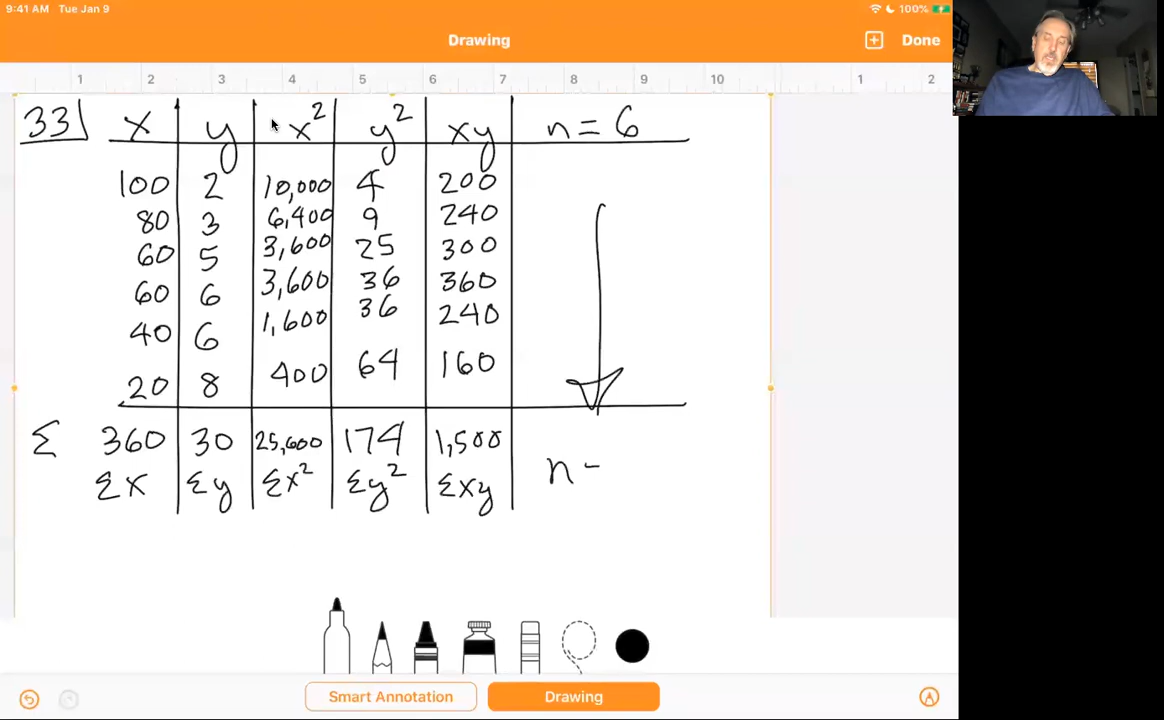 9:41 AM Tue Jan 9 100%
Drawing Done
1 2 3 4 5 6 7 8 9 10 1 2
33 x y x² y² xy n = 6
100 2 10,000 4 200
80 3 6,400 9 240
60 5 3,600 25 300
60 6 3,600 36 360
40 6 1,600 36 240
20 8 400 64 160
Σ 360 30 25,600 174 1,500
Σx Σy Σx² Σy² Σxy n -
Smart Annotation Drawing